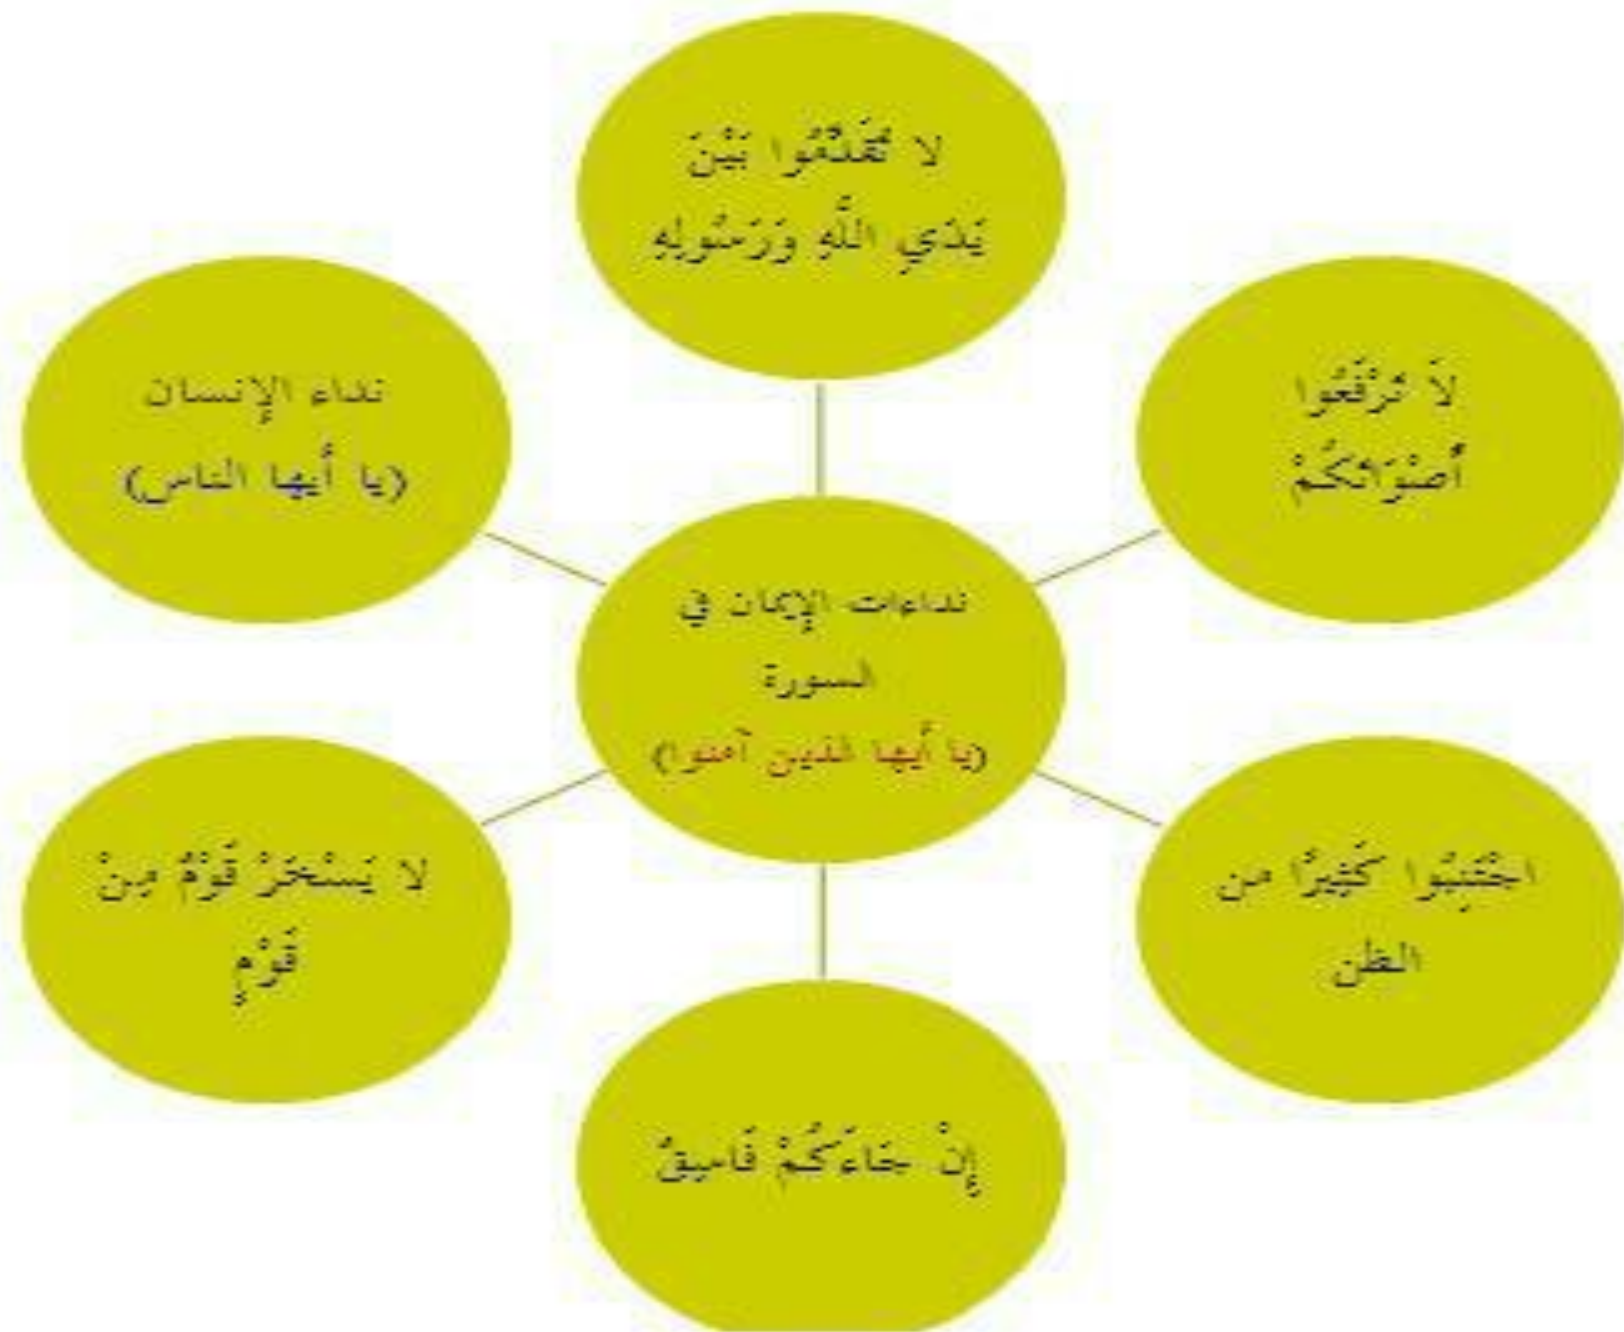 لا تُقَدِّمُوا بَيْنَ
يَدَيِ اللَّهِ وَرَسُولِهِ
لَا تَرْفَعُوا
أَصْوَاتَكُمْ
اجْتَنِبُوا كَثِيرًا من
الظن
إِنْ جَاءَكُمْ فَاسِقٌ
لا يَسْخَرْ قَوْمٌ مِنْ
قَوْمٍ
نداء الإنسان
(يا أيها الناس)
نداءات الإيمان في
السورة
(يا أيها الذين آمنوا)